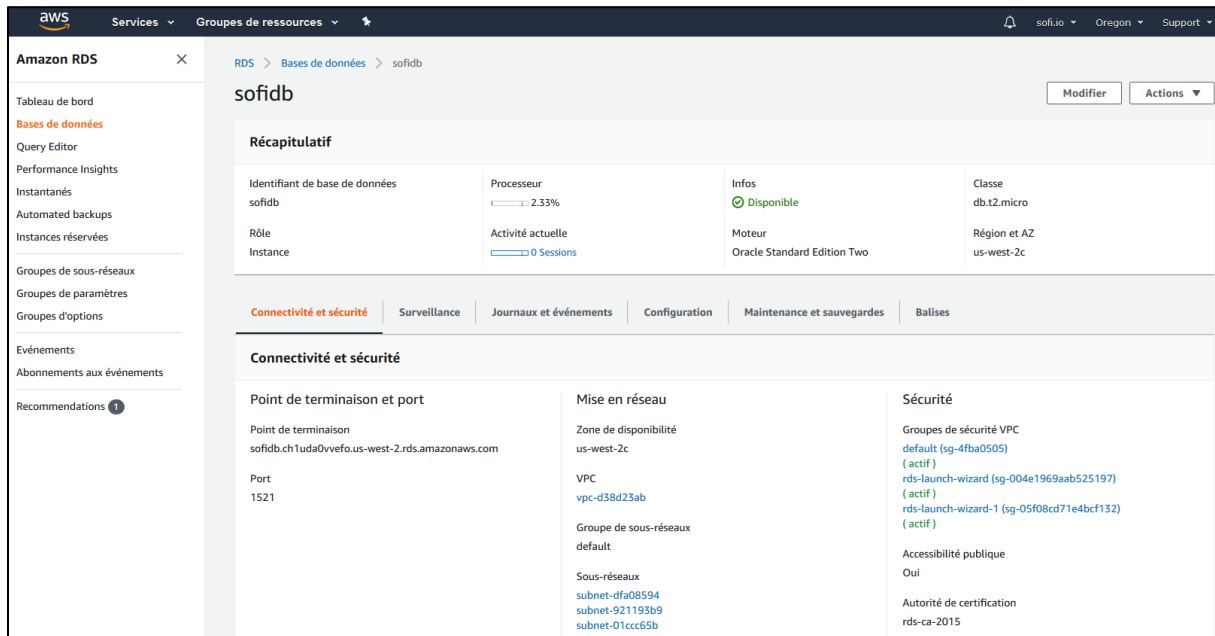 aws
Services
Groupes de ressources
sofi.io
Oregon
Support
Amazon RDS
Tableau de bord
Bases de données
Query Editor
Performance Insights
Instantanés
Automated backups
Instances réservées
Groupes de sous-réseaux
Groupes de paramètres
Groupes d'options
Evénements
Abonnements aux événements
Recommendations 1
RDS > Bases de données > sofidb
sofidb
Modifier
Actions
Récapitulatif
Identifiant de base de données
sofidb
Processeur
2.33%
Infos
Disponible
Classe
db.t2.micro
Rôle
Instance
Activité actuelle
0 Sessions
Moteur
Oracle Standard Edition Two
Région et AZ
us-west-2c
Connectivité et sécurité
Surveillance
Journaux et événements
Configuration
Maintenance et sauvegardes
Balises
Connectivité et sécurité
Point de terminaison et port
Point de terminaison
sofidb.ch1uda0vvefo.us-west-2.rds.amazonaws.com
Port
1521
Mise en réseau
Zone de disponibilité
us-west-2c
VPC
vpc-d38d23ab
Groupe de sous-réseaux
default
Sous-réseaux
subnet-dfa08594
subnet-921193b9
subnet-01ccc65b
Sécurité
Groupes de sécurité VPC
default (sg-4fba0505)
( actif )
rds-launch-wizard (sg-004e1969aab525197)
( actif )
rds-launch-wizard-1 (sg-05f08cd71e4bcf132)
( actif )
Accessibilité publique
Oui
Autorité de certification
rds-ca-2015